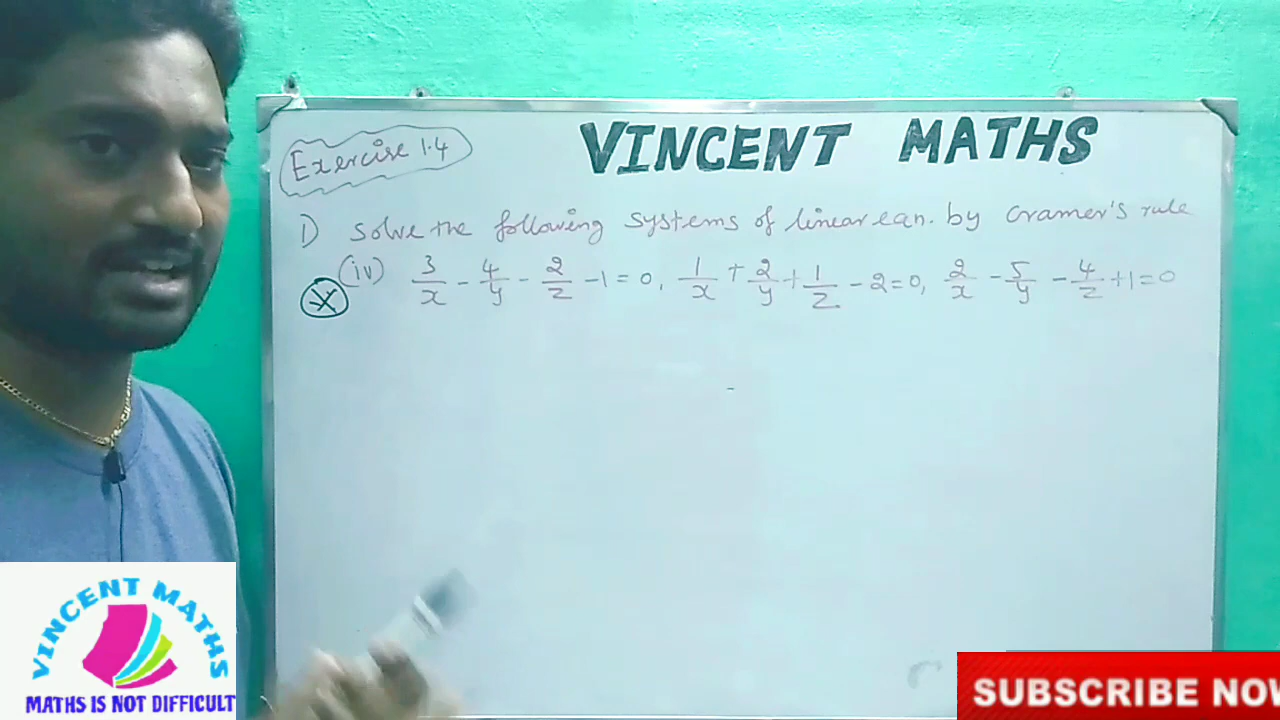 Exercise 1.4
VINCENT MATHS
1) Solve the following systems of linear eqn. by Cramer's rule
(iv) 3/x - 4/y - 2/z - 1 = 0, 1/x + 2/y + 1/z - 2 = 0, 2/x - 5/y - 4/z + 1 = 0
VINCENT MATHS
MATHS IS NOT DIFFICULT
SUBSCRIBE NOW